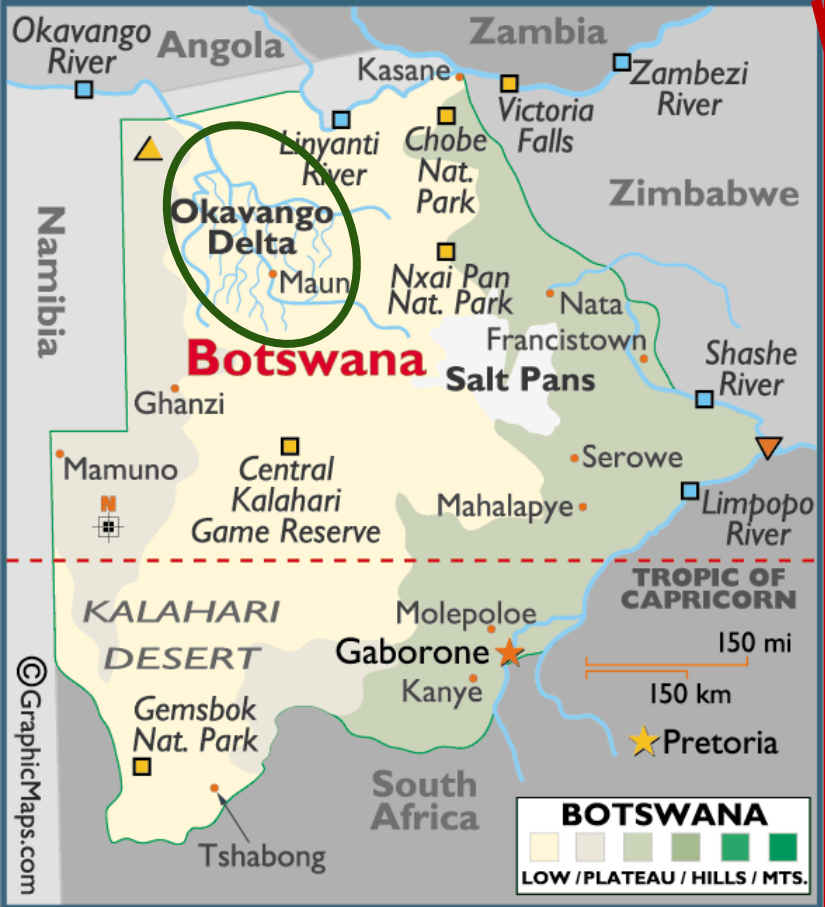 Okavango
River
Angola
Zambia
Kasane
Zambezi
River
Victoria
Falls
Linyanti
River
Chobe
Nat.
Park
Zimbabwe
Namibia
Okavango
Delta
Maun
Nxai Pan
Nat. Park
Nata
Francistown
Botswana
Salt Pans
Shashe
River
Ghanzi
Mamuno
Central
Kalahari
Game Reserve
Serowe
Mahalapye
Limpopo
River
N
TROPIC OF
CAPRICORN
KALAHARI
DESERT
Molepoloe
Gaborone
Kanye
150 mi
150 km
Gemsbok
Nat. Park
Pretoria
South
Africa
Tshabong
©GraphicMaps.com
BOTSWANA
LOW / PLATEAU / HILLS / MTS.